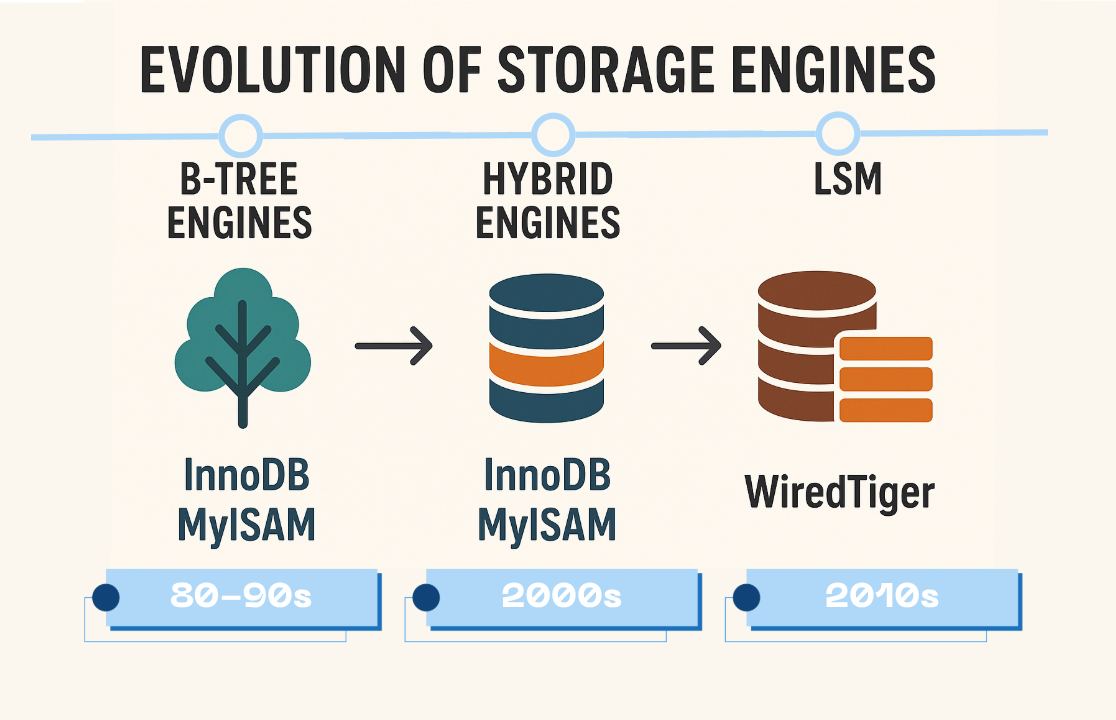 EVOLUTION OF STORAGE ENGINES
B-TREE
ENGINES
HYBRID
ENGINES
LSM
InnoDB
MyISAM
InnoDB
MyISAM
WiredTiger
80–90s
2000s
2010s